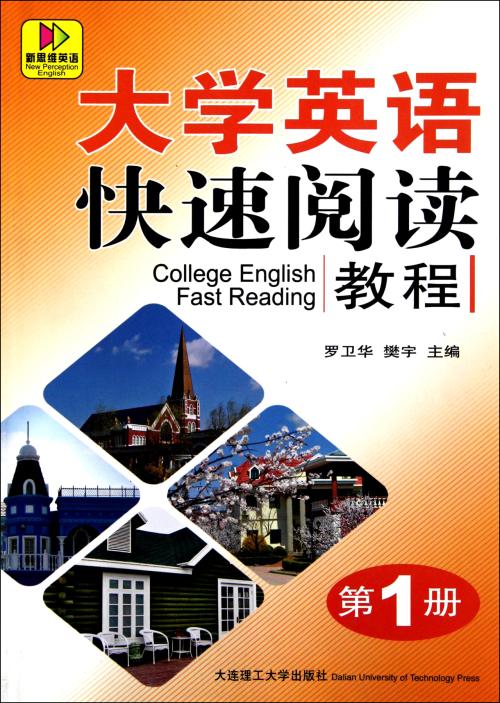 新思维英语
New Perception
English
大学英语
快速阅读
College English
Fast Reading
教程
罗卫华 樊宇 主编
第1册
大连理工大学出版社 Dalian University of Technology Press